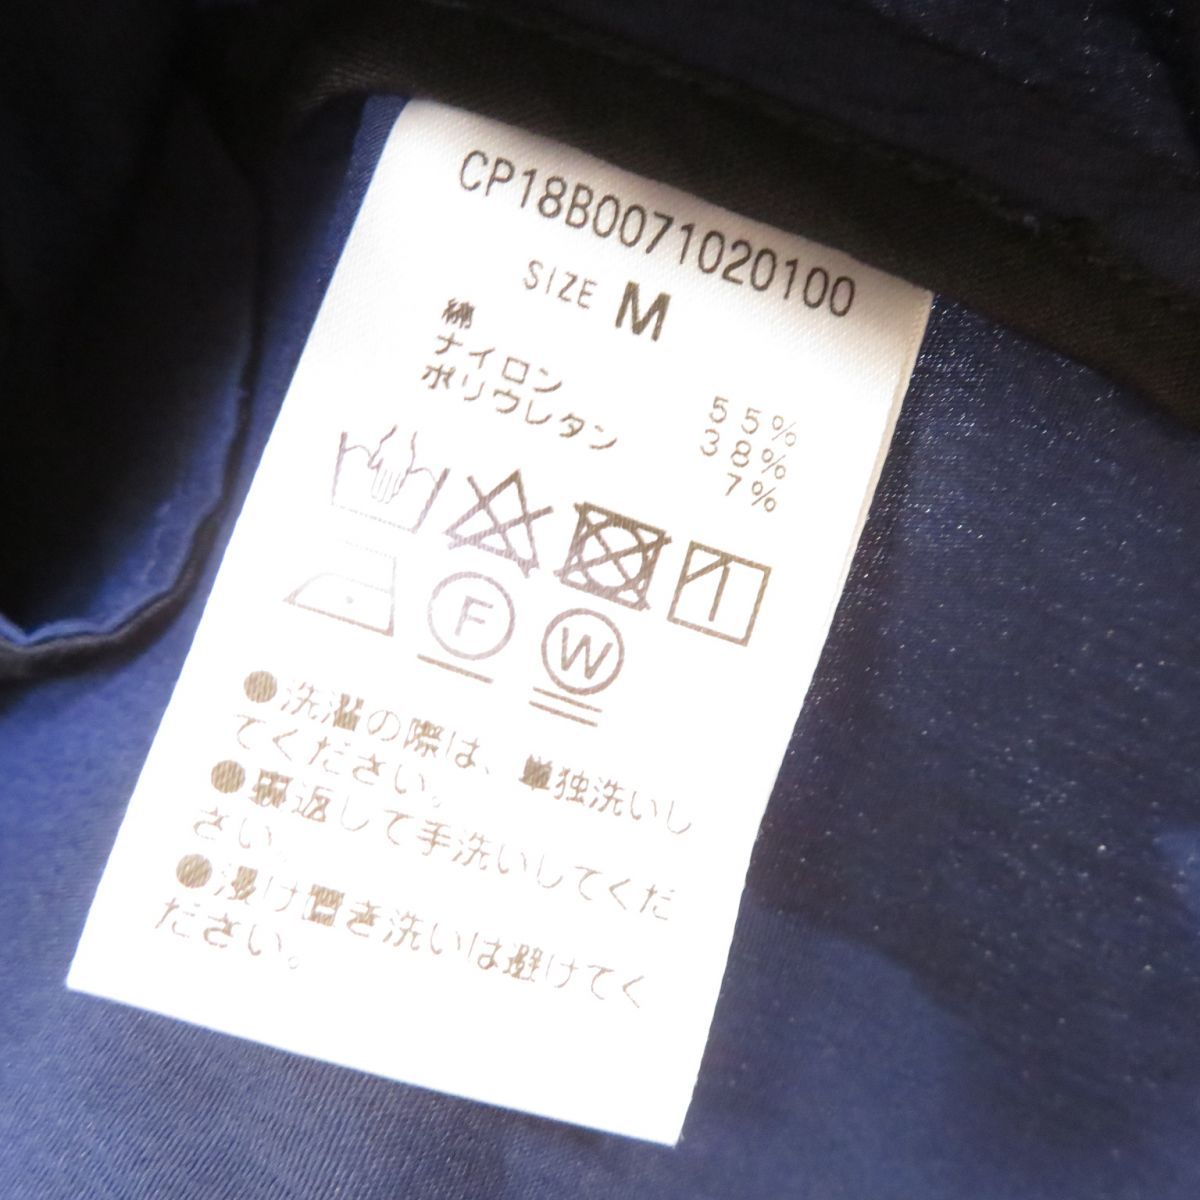 CP18B0071020100
SIZE M
綿 55%
ナイロン 38%
ポリウレタン 7%
F W
●洗濯の際は、単独洗いし
てください。
●裏返して手洗いしてくだ
さい。
●浸け置き洗いは避けてく
ださい。